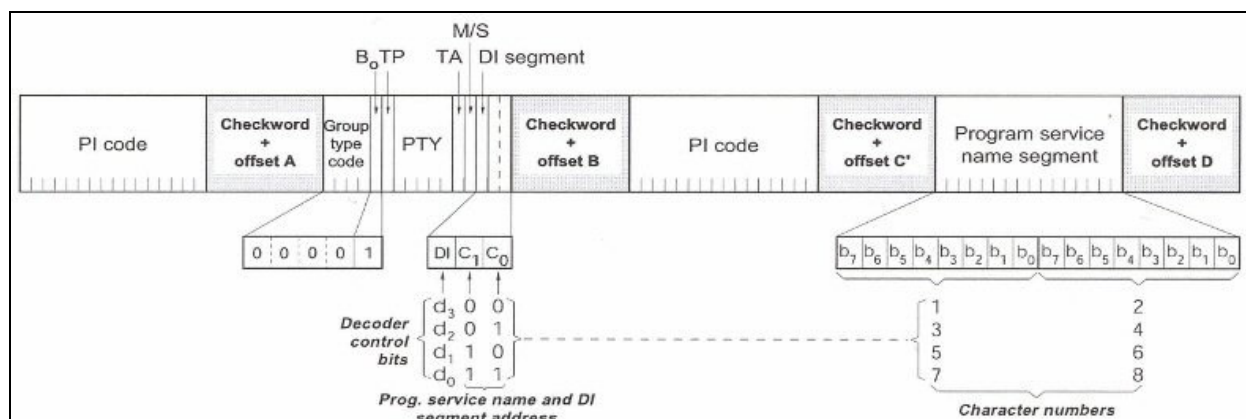 M/S
B₀ TP TA DI segment
PI code
Checkword + offset A
Group type code
PTY
Checkword + offset B
PI code
Checkword + offset C'
Program service name segment
Checkword + offset D
0 0 0 0 1
DI C₁ C₀
b₇ b₆ b₅ b₄ b₃ b₂ b₁ b₀ b₇ b₆ b₅ b₄ b₃ b₂ b₁ b₀
Decoder control bits
d₃ 0 0
d₂ 0 1
d₁ 1 0
d₀ 1 1
1 2
3 4
5 6
7 8
Prog. service name and DI
segment address
Character numbers